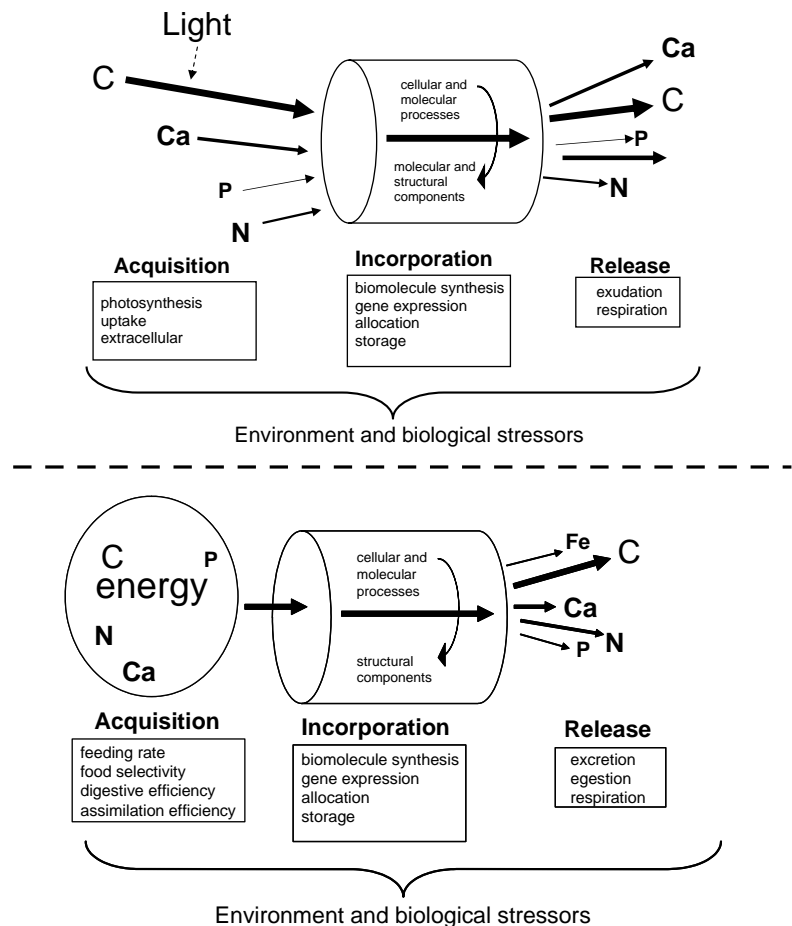 Light
C
Ca
P
N
cellular and
molecular
processes
molecular and
structural
components
Ca
C
P
N
Acquisition
photosynthesis
uptake
extracellular
Incorporation
biomolecule synthesis
gene expression
allocation
storage
Release
exudation
respiration
Environment and biological stressors
C
P
energy
N
Ca
cellular and
molecular
processes
structural
components
Fe
C
Ca
N
P
Acquisition
feeding rate
food selectivity
digestive efficiency
assimilation efficiency
Incorporation
biomolecule synthesis
gene expression
allocation
storage
Release
excretion
egestion
respiration
Environment and biological stressors